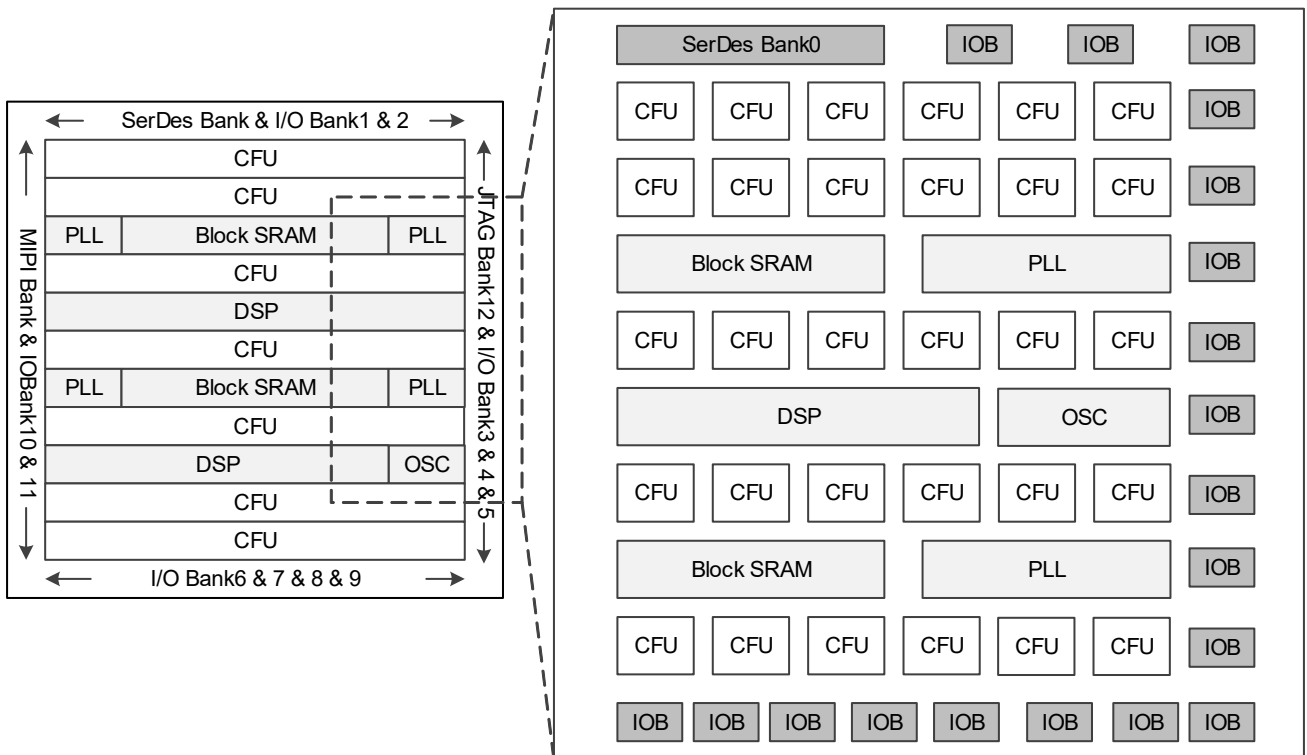 SerDes Bank & I/O Bank1 & 2
CFU
CFU
PLL Block SRAM PLL
CFU
DSP
CFU
PLL Block SRAM PLL
CFU
DSP OSC
CFU
CFU
I/O Bank6 & 7 & 8 & 9
MIPI Bank & IOBank10 & 11
JTAG Bank12 & I/O Bank3 & 4 & 5
SerDes Bank0 IOB IOB IOB
CFU CFU CFU CFU CFU CFU IOB
CFU CFU CFU CFU CFU CFU IOB
Block SRAM PLL IOB
CFU CFU CFU CFU CFU CFU IOB
DSP OSC IOB
CFU CFU CFU CFU CFU CFU IOB
Block SRAM PLL IOB
CFU CFU CFU CFU CFU CFU IOB
IOB IOB IOB IOB IOB IOB IOB IOB